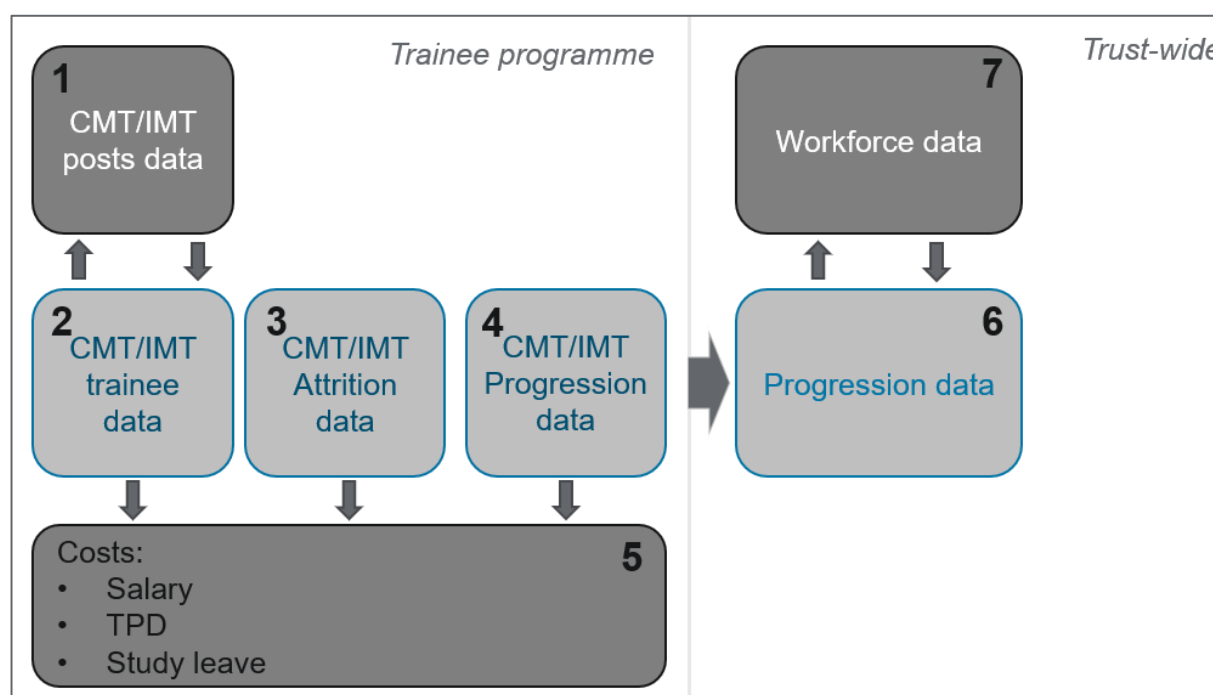 Trainee programme
1
CMT/IMT
posts data
2
CMT/IMT
trainee
data
3
CMT/IMT
Attrition
data
4
CMT/IMT
Progression
data
Costs:
• Salary
• TPD
• Study leave
5
Trust-wide
7
Workforce data
6
Progression data